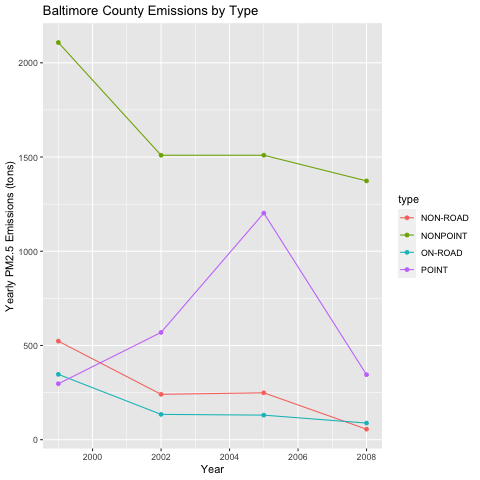 Baltimore County Emissions by Type
Yearly PM2.5 Emissions (tons)
2000
1500
1000
500
0
2000
2002
2004
2006
2008
Year
type
NON-ROAD
NONPOINT
ON-ROAD
POINT